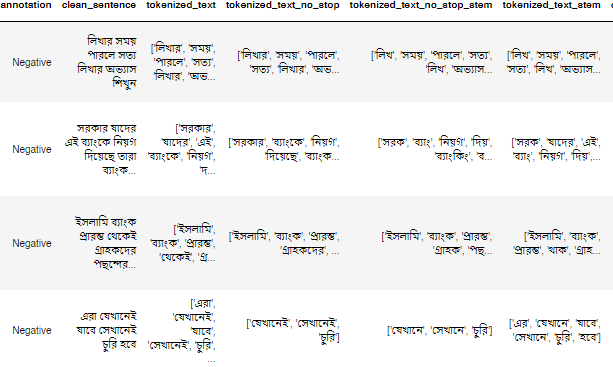 annotation clean_sentence tokenized_text tokenized_text_no_stop tokenized_text_no_stop_stem tokenized_text_stem
Negative
লিখার সময়
পারলে সত্য
লিখার অভ্যাস
শিখুন
['লিখার', 'সময়',
'পারলে', 'সত্য',
'লিখার', 'অভ...
['লিখার', 'সময়', 'পারলে',
'সত্য', 'লিখার', 'অভ...
['লিখ', 'সময়', 'পারলে', 'সত্য',
'লিখ', 'অভ্যাস...
['লিখ', 'সময়', 'পারলে',
'সত্য', 'লিখ', 'অভ্যাস...
Negative
সরকার যাদের
এই ব্যাংকে নিয়গ
দিয়েছে তারা
ব্যাংক...
['সরকার',
'যাদের', 'এই',
'ব্যাংকে', 'নিয়গ',
'দ...
['সরকার', 'ব্যাংকে', 'নিয়গ',
'দিয়েছে', 'ব্যাংক...
['সরক', 'ব্যাং', 'নিয়গ', 'দিয়',
'ব্যাংকিং', 'ব...
['সরক', 'যাদের', 'এই',
'ব্যাং', 'নিয়গ', 'দিয়',...
Negative
ইসলামি ব্যাংক
প্রারম্ভ থেকেই
গ্রাহকদের
পছন্দের...
['ইসলামি',
'ব্যাংক', 'প্রারম্ভ',
'থেকেই', 'গ্র...
['ইসলামি', 'ব্যাংক', 'প্রারম্ভ',
'গ্রাহকদের', ...
['ইসলামি', 'ব্যাংক', 'প্রারম্ভ',
'গ্রাহক', 'পছ...
['ইসলামি', 'ব্যাংক',
'প্রারম্ভ', 'থাক', 'গ্রাহ...
Negative
এরা যেখানেই
যাবে সেখানেই
চুরি হবে
['এরা',
'যেখানেই',
'যাবে',
'সেখানেই', 'চুরি',
...
['যেখানেই', 'সেখানেই',
'চুরি']
['যেখানে', 'সেখানে', 'চুরি']
['এর', 'যেখানে', 'যাবে',
'সেখানে', 'চুরি', 'হবে']